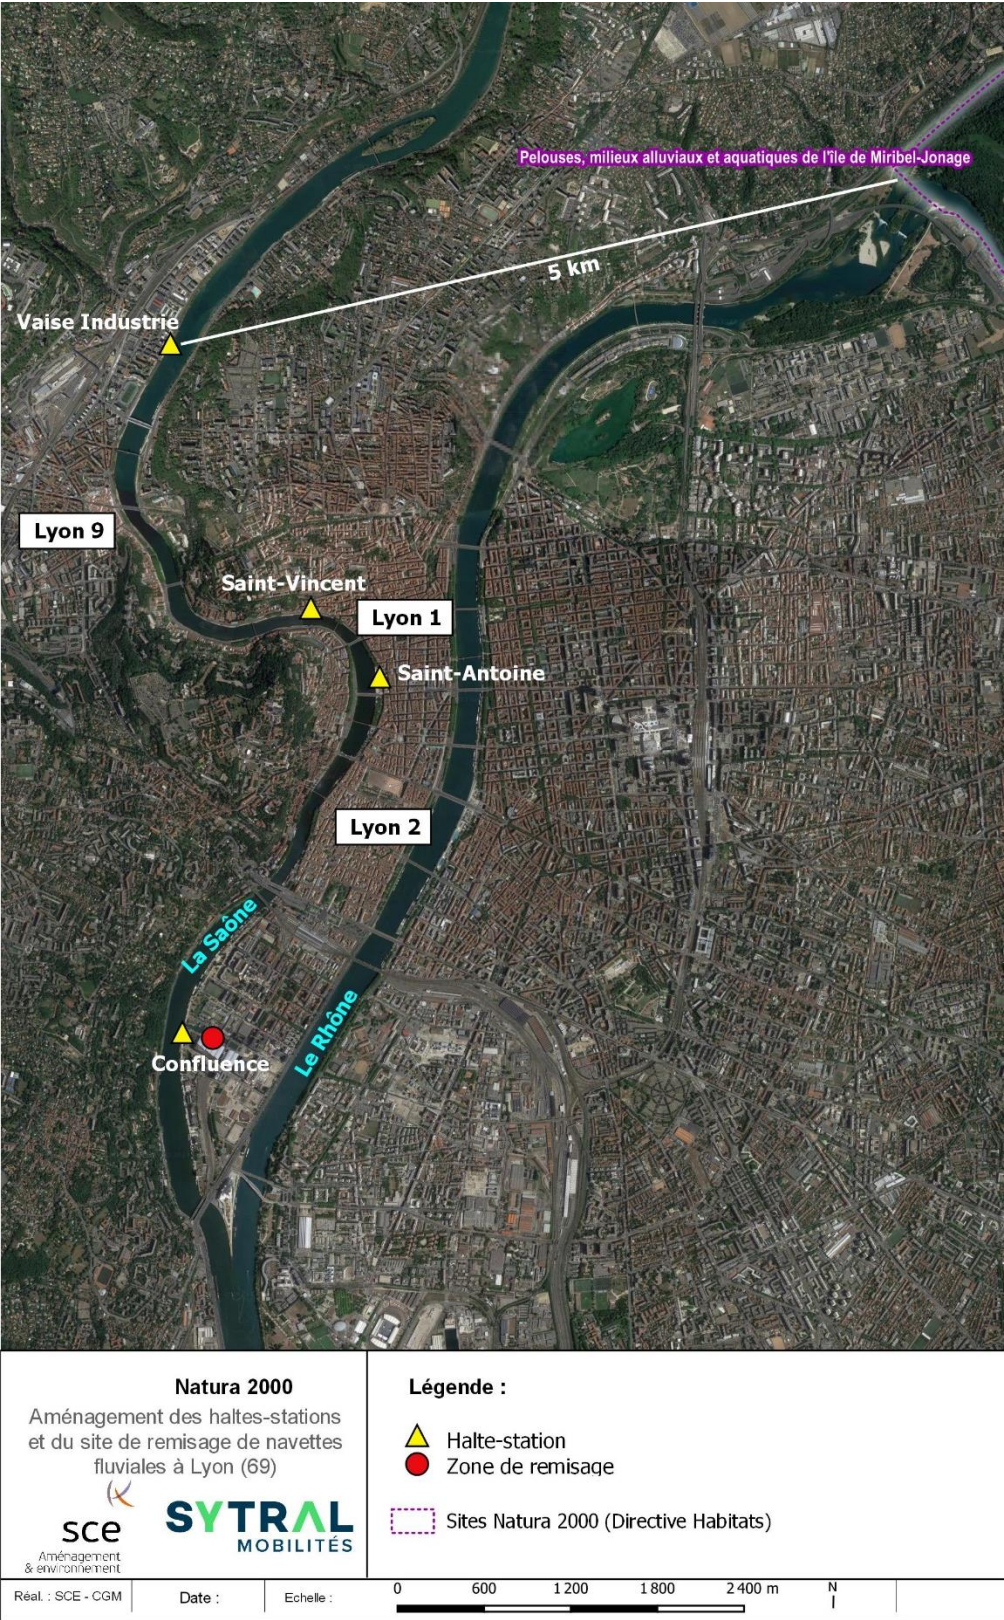 Pelouses, milieux alluviaux et aquatiques de l'île de Miribel-Jonage
5 km
Vaise Industrie
Lyon 9
Saint-Vincent
Lyon 1
Saint-Antoine
Lyon 2
La Saône
Le Rhône
Confluence
Natura 2000
Aménagement des haltes-stations
et du site de remisage de navettes
fluviales à Lyon (69)
sce
Aménagement
& environnement
SYTRAL
MOBILITÉS
Légende :
Halte-station
Zone de remisage
Sites Natura 2000 (Directive Habitats)
Réal. : SCE - CGM
Date :
Echelle :
0 600 1 200 1 800 2 400 m
N